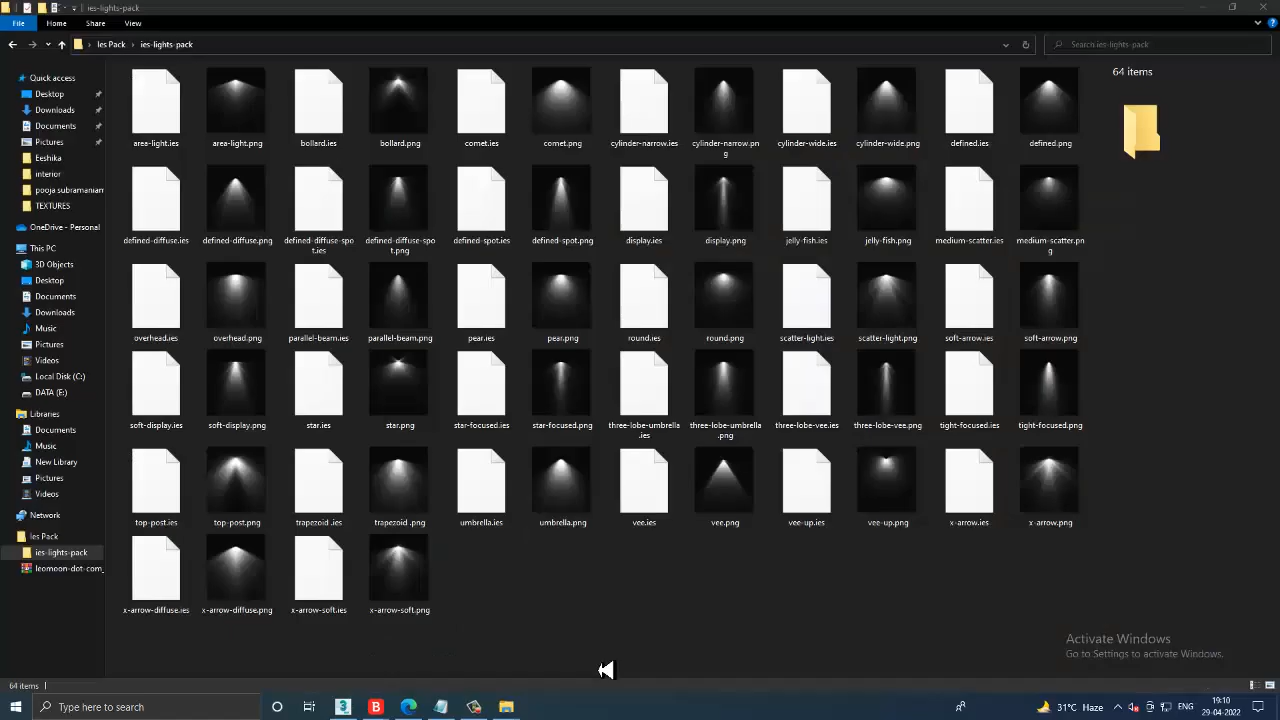 ies-lights-pack
File
Home
Share
View
Ies Pack
ies-lights-pack
Search ies-lights-pack
Quick access
Desktop
Downloads
Documents
Pictures
Eeshika
interior
pooja subramaniam
TEXTURES
OneDrive - Personal
This PC
3D Objects
Desktop
Documents
Downloads
Music
Pictures
Videos
Local Disk (C:)
DATA (E:)
Libraries
Documents
Music
New Library
Pictures
Videos
Network
Ies Pack
ies-lights-pack
leomoon-dot-com_
area-light.ies
area-light.png
bollard.ies
bollard.png
comet.ies
comet.png
cylinder-narrow.ies
cylinder-narrow.pn
g
cylinder-wide.ies
cylinder-wide.png
defined.ies
defined.png
defined-diffuse.ies
defined-diffuse.png
defined-diffuse-spo
t.ies
defined-diffuse-spo
t.png
defined-spot.ies
defined-spot.png
display.ies
display.png
jelly-fish.ies
jelly-fish.png
medium-scatter.ies
medium-scatter.pn
g
overhead.ies
overhead.png
parallel-beam.ies
parallel-beam.png
pear.ies
pear.png
round.ies
round.png
scatter-light.ies
scatter-light.png
soft-arrow.ies
soft-arrow.png
soft-display.ies
soft-display.png
star.ies
star.png
star-focused.ies
star-focused.png
three-lobe-umbrella
.ies
three-lobe-umbrella
.png
three-lobe-vee.ies
three-lobe-vee.png
tight-focused.ies
tight-focused.png
top-post.ies
top-post.png
trapezoid .ies
trapezoid .png
umbrella.ies
umbrella.png
vee.ies
vee.png
vee-up.ies
vee-up.png
x-arrow.ies
x-arrow.png
x-arrow-diffuse.ies
x-arrow-diffuse.png
x-arrow-soft.ies
x-arrow-soft.png
64 items
Activate Windows
Go to Settings to activate Windows.
64 items
Type here to search
3
B
31°C Haze
ENG
19:10
29-04-2022